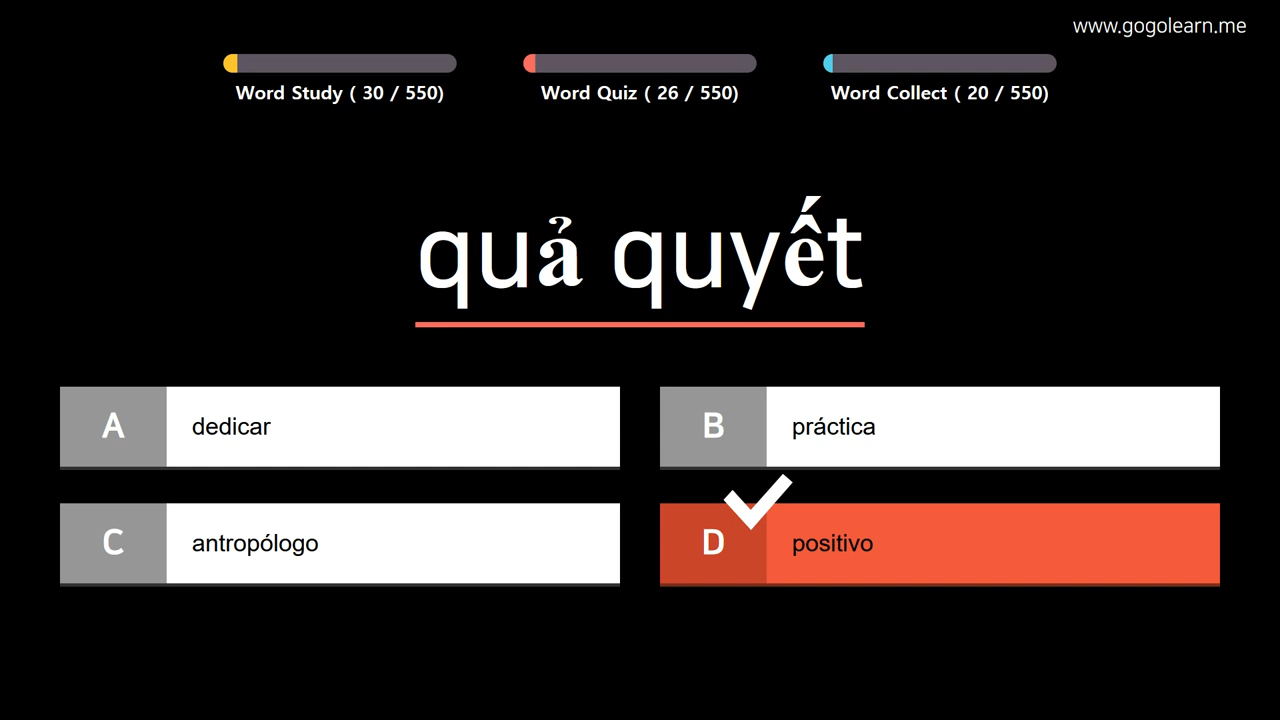 www.gogolearn.me
Word Study ( 30 / 550)
Word Quiz ( 26 / 550)
Word Collect ( 20 / 550)
quả quyết
A
dedicar
B
práctica
C
antropólogo
D
positivo